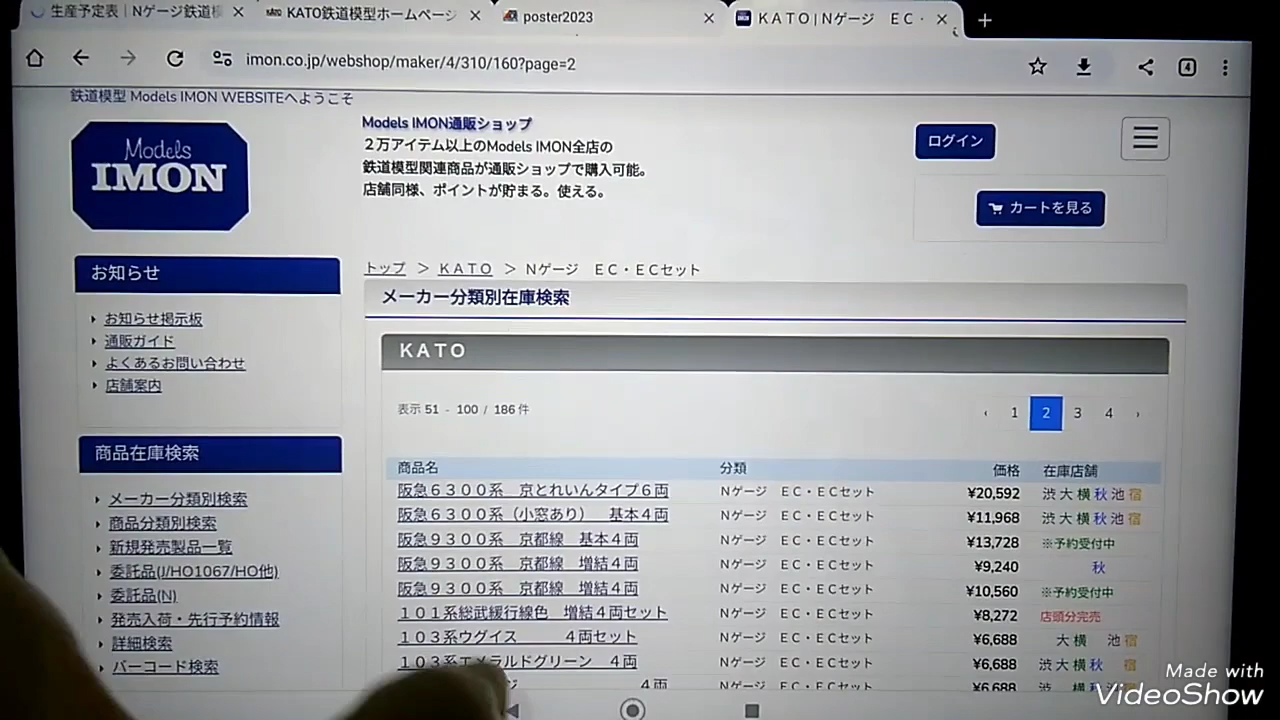 生産予定表 | Nゲージ鉄道模
KATO鉄道模型ホームページ
poster2023
ＫＡＴＯ | Nゲージ　ＥＣ・
imon.co.jp/webshop/maker/4/310/160?page=2
4
鉄道模型 Models IMON WEBSITEへようこそ
Models
IMON
Models IMON通販ショップ
２万アイテム以上のModels IMON全店の
鉄道模型関連商品が通販ショップで購入可能。
店舗同様、ポイントが貯まる。使える。
ログイン
カートを見る
お知らせ
お知らせ掲示板
通販ガイド
よくあるお問い合わせ
店舗案内
商品在庫検索
メーカー分類別検索
商品分類別検索
新規発売製品一覧
委託品(J/HO1067/HO他)
委託品(N)
発売入荷・先行予約情報
詳細検索
バーコード検索
トップ ＞ ＫＡＴＯ ＞ Ｎゲージ　ＥＣ・ＥＣセット
メーカー分類別在庫検索
ＫＡＴＯ
表示 51 - 100 / 186 件
‹ 1 2 3 4 ›
商品名 分類 価格 在庫店舗
阪急６３００系　京とれいんタイプ６両 Ｎゲージ　ＥＣ・ＥＣセット ¥20,592 渋 大 横 秋 池 宿
阪急６３００系（小窓あり）　基本４両 Ｎゲージ　ＥＣ・ＥＣセット ¥11,968 渋 大 横 秋 池 宿
阪急９３００系　京都線　基本４両 Ｎゲージ　ＥＣ・ＥＣセット ¥13,728 ※予約受付中
阪急９３００系　京都線　増結４両 Ｎゲージ　ＥＣ・ＥＣセット ¥9,240 秋
阪急９３００系　京都線　増結４両 Ｎゲージ　ＥＣ・ＥＣセット ¥10,560 ※予約受付中
１０１系総武緩行線色　増結４両セット Ｎゲージ　ＥＣ・ＥＣセット ¥8,272 店頭分完売
１０３系ウグイス　　　４両セット Ｎゲージ　ＥＣ・ＥＣセット ¥6,688 大 横 池 宿
１０３系エメラルドグリーン　４両 Ｎゲージ　ＥＣ・ＥＣセット ¥6,688 渋 大 横 秋 宿
４両 Ｎゲージ　ＥＣ・ＥＣセット ¥6,688 渋 横 秋 池 宿
Made with
VideoShow